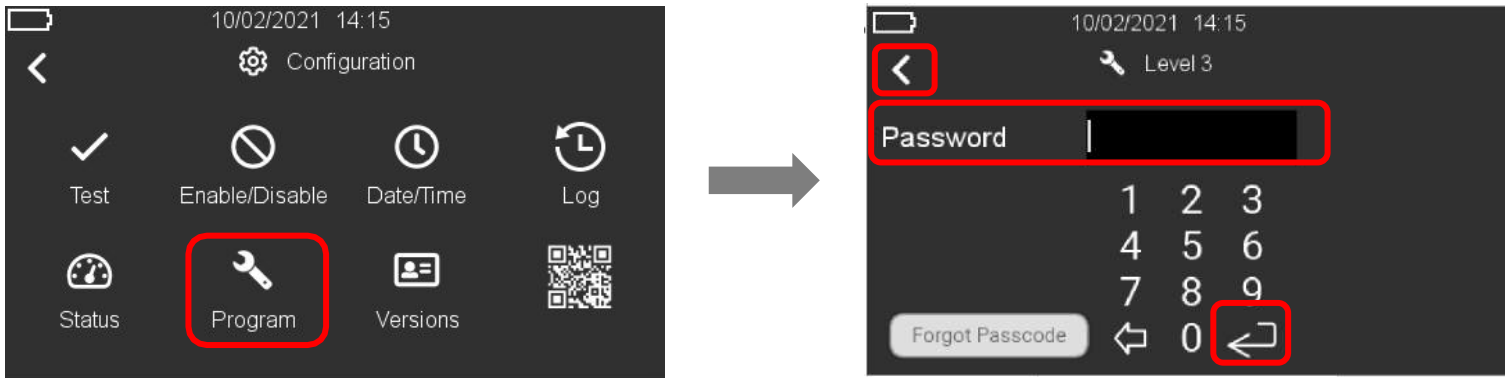 10/02/2021 14:15
Configuration
Test Enable/Disable Date/Time Log
Status Program Versions
10/02/2021 14:15
Level 3
Password
1 2 3
4 5 6
7 8 9
Forgot Passcode 0